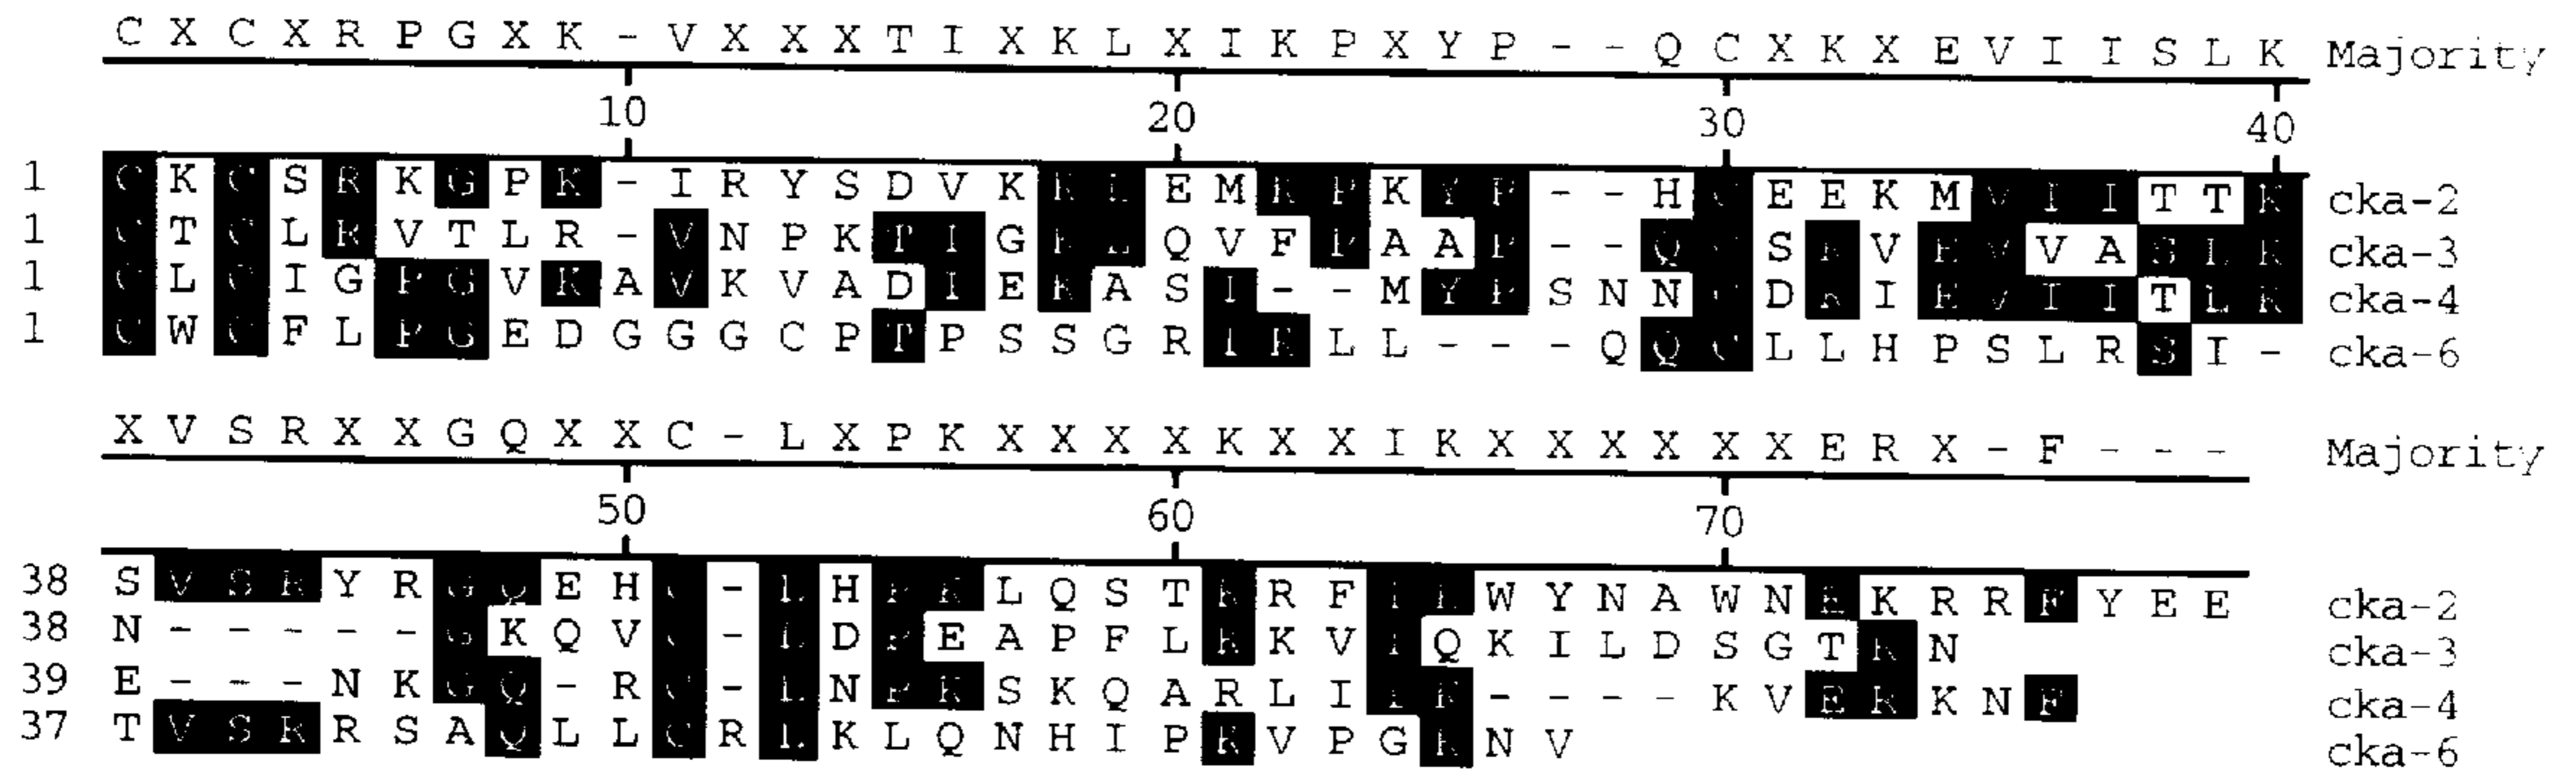 C X C X R P G X K - V X X X T I X K L X I K P X Y P - - Q C X K X E V I I S L K Majority
10 20 30 40
1 C K C S R K G P K - I R Y S D V K K L E M K P K Y P - - H C E E K M V I I T T K cka-2
1 C T C L R V T L R - V N P K T I G K L Q V F P A A P - - Q C S K V E V V A S L K cka-3
1 C L C I G P G V K A V K V A D I E K A S I - - M Y P S N N C D K I E V I I T L K cka-4
1 C W C F L P G E D G G G C P T P S S G R I K L L - - - Q Q C L L H P S L R S I - cka-6
X V S R X X G Q X X C - L X P K X X X X K X X I K X X X X X X E R X - F - - - Majority
50 60 70
38 S V S R Y R G Q E H C - L H P K L Q S T K R F I K W Y N A W N E K R R F Y E E cka-2
38 N - - - - - G K Q V C - L D P E A P F L K K V I Q K I L D S G T R N cka-3
39 E - - - N K G Q - R C - L N P K S K Q A R L I I K - - - - K V E R K N F cka-4
37 T V S R R S A Q L L C R L K L Q N H I P K V P G K N V cka-6